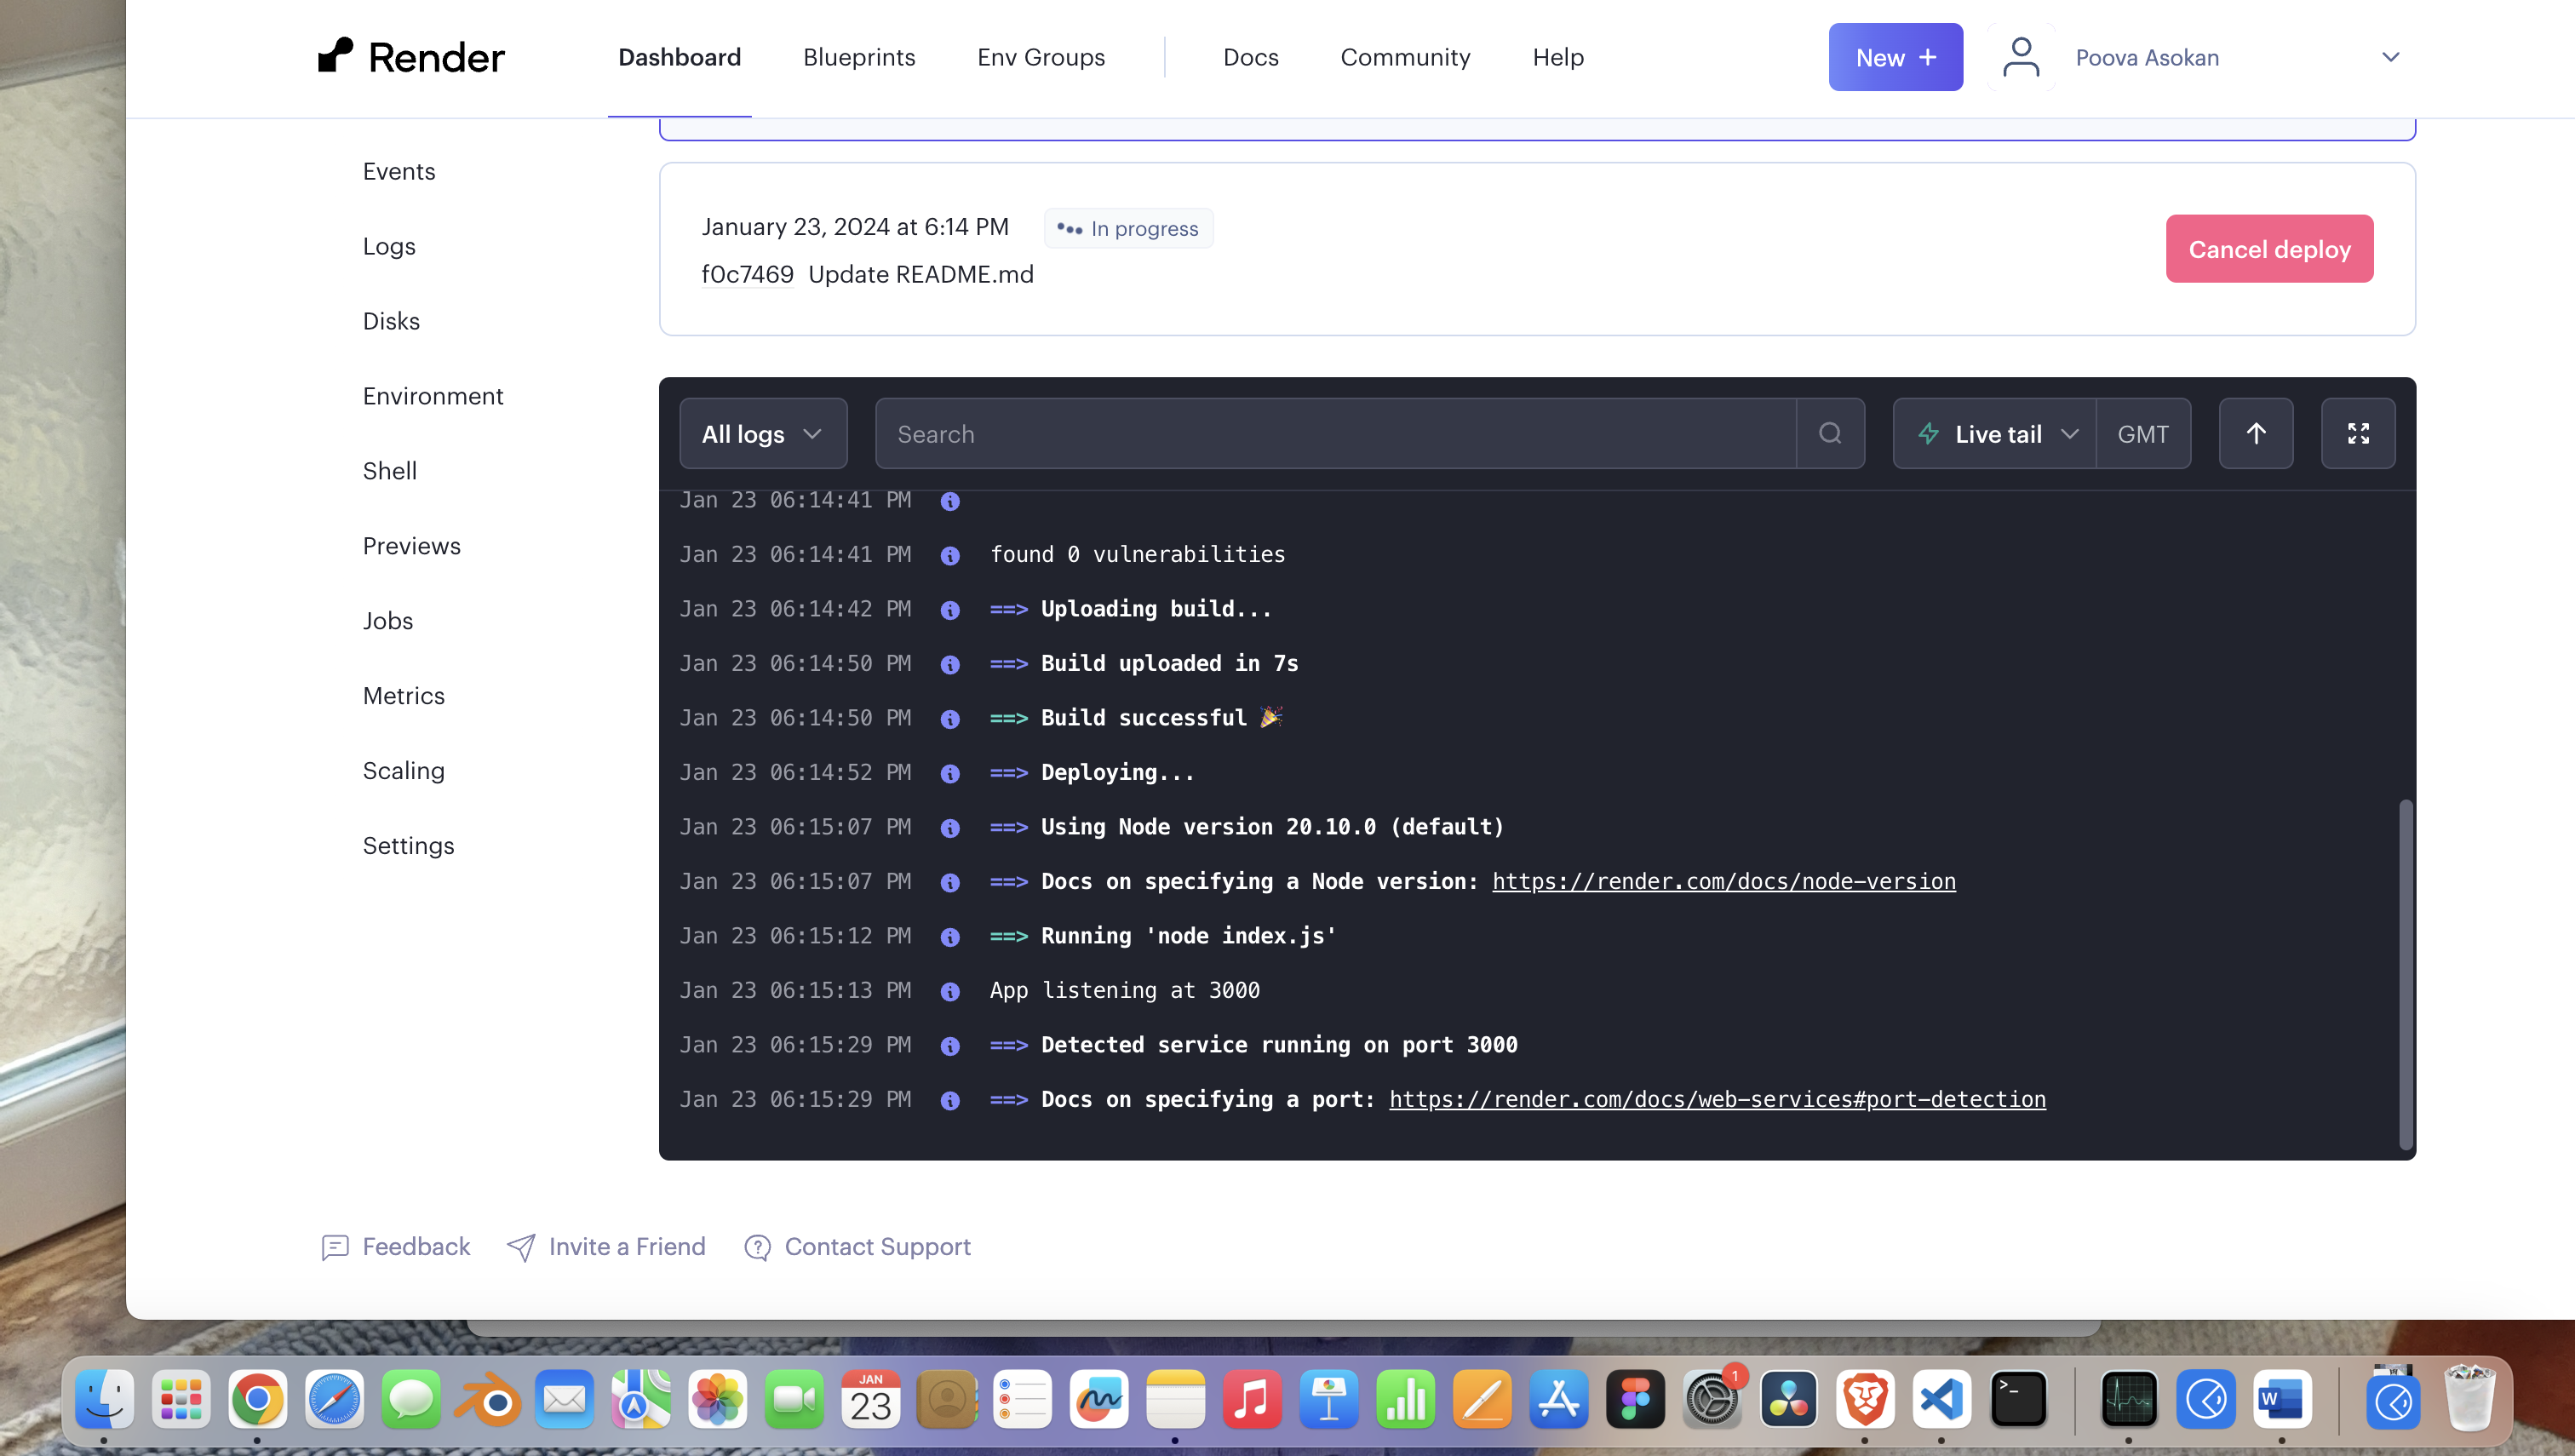 Render
Dashboard
Blueprints
Env Groups
Docs
Community
Help
New +
Poova Asokan
Events
Logs
Disks
Environment
Shell
Previews
Jobs
Metrics
Scaling
Settings
January 23, 2024 at 6:14 PM In progress
f0c7469 Update README.md
Cancel deploy
All logs
Search
Live tail
GMT
Jan 23 06:14:41 PM
Jan 23 06:14:41 PM found 0 vulnerabilities
Jan 23 06:14:42 PM ==> Uploading build...
Jan 23 06:14:50 PM ==> Build uploaded in 7s
Jan 23 06:14:50 PM ==> Build successful 🎉
Jan 23 06:14:52 PM ==> Deploying...
Jan 23 06:15:07 PM ==> Using Node version 20.10.0 (default)
Jan 23 06:15:07 PM ==> Docs on specifying a Node version: https://render.com/docs/node-version
Jan 23 06:15:12 PM ==> Running 'node index.js'
Jan 23 06:15:13 PM App listening at 3000
Jan 23 06:15:29 PM ==> Detected service running on port 3000
Jan 23 06:15:29 PM ==> Docs on specifying a port: https://render.com/docs/web-services#port-detection
Feedback
Invite a Friend
Contact Support
JAN
23
1
>_
W